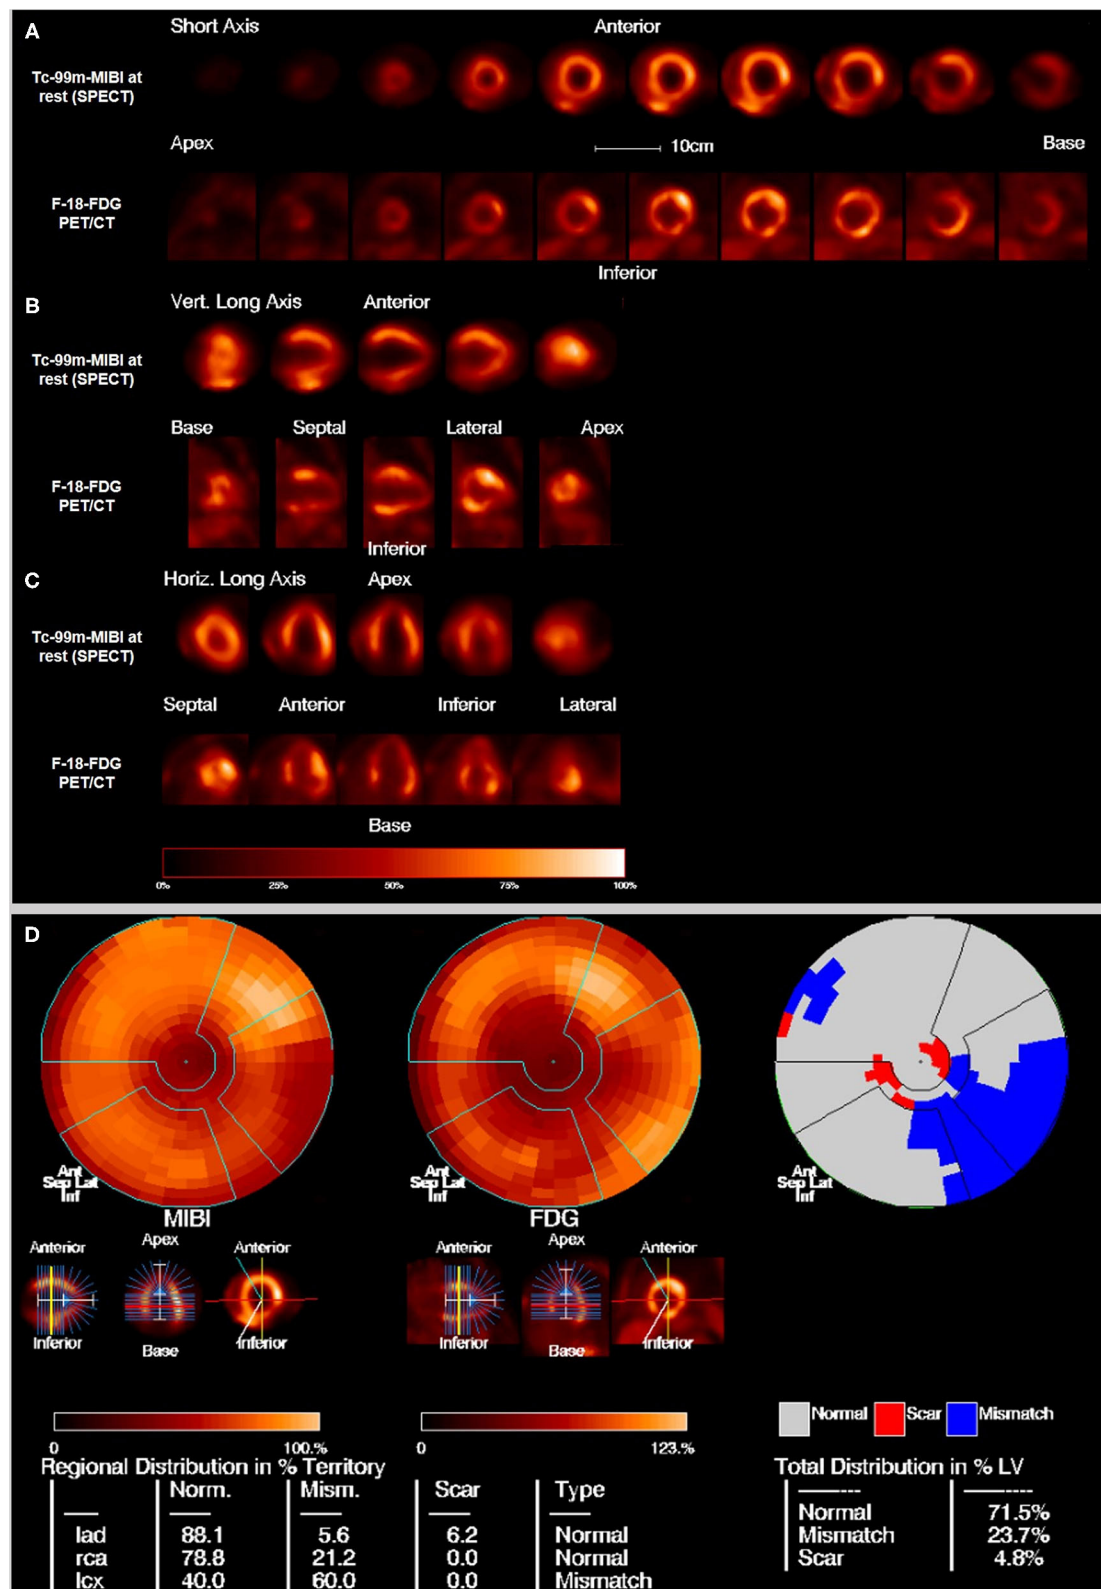 A
Short Axis
Anterior
Tc-99m-MIBI at
rest (SPECT)
Apex
10cm
Base
F-18-FDG
PET/CT
Inferior
B
Vert. Long Axis
Anterior
Tc-99m-MIBI at
rest (SPECT)
Base
Septal
Lateral
Apex
F-18-FDG
PET/CT
Inferior
C
Horiz. Long Axis
Apex
Tc-99m-MIBI at
rest (SPECT)
Septal
Anterior
Inferior
Lateral
F-18-FDG
PET/CT
Base
0% 25% 50% 75% 100%
D
Ant
Sep Lat
Inf
MIBI
Ant
Sep Lat
Inf
FDG
Ant
Sep Lat
Inf
Anterior
Apex
Anterior
Inferior
Base
Inferior
Anterior
Apex
Anterior
Inferior
Base
Inferior
0 100.%
0 123.%
Normal Scar Mismatch
Regional Distribution in % Territory
Norm. Mism. Scar Type
lad 88.1 5.6 6.2 Normal
rca 78.8 21.2 0.0 Normal
lcx 40.0 60.0 0.0 Mismatch
Total Distribution in % LV
Normal 71.5%
Mismatch 23.7%
Scar 4.8%